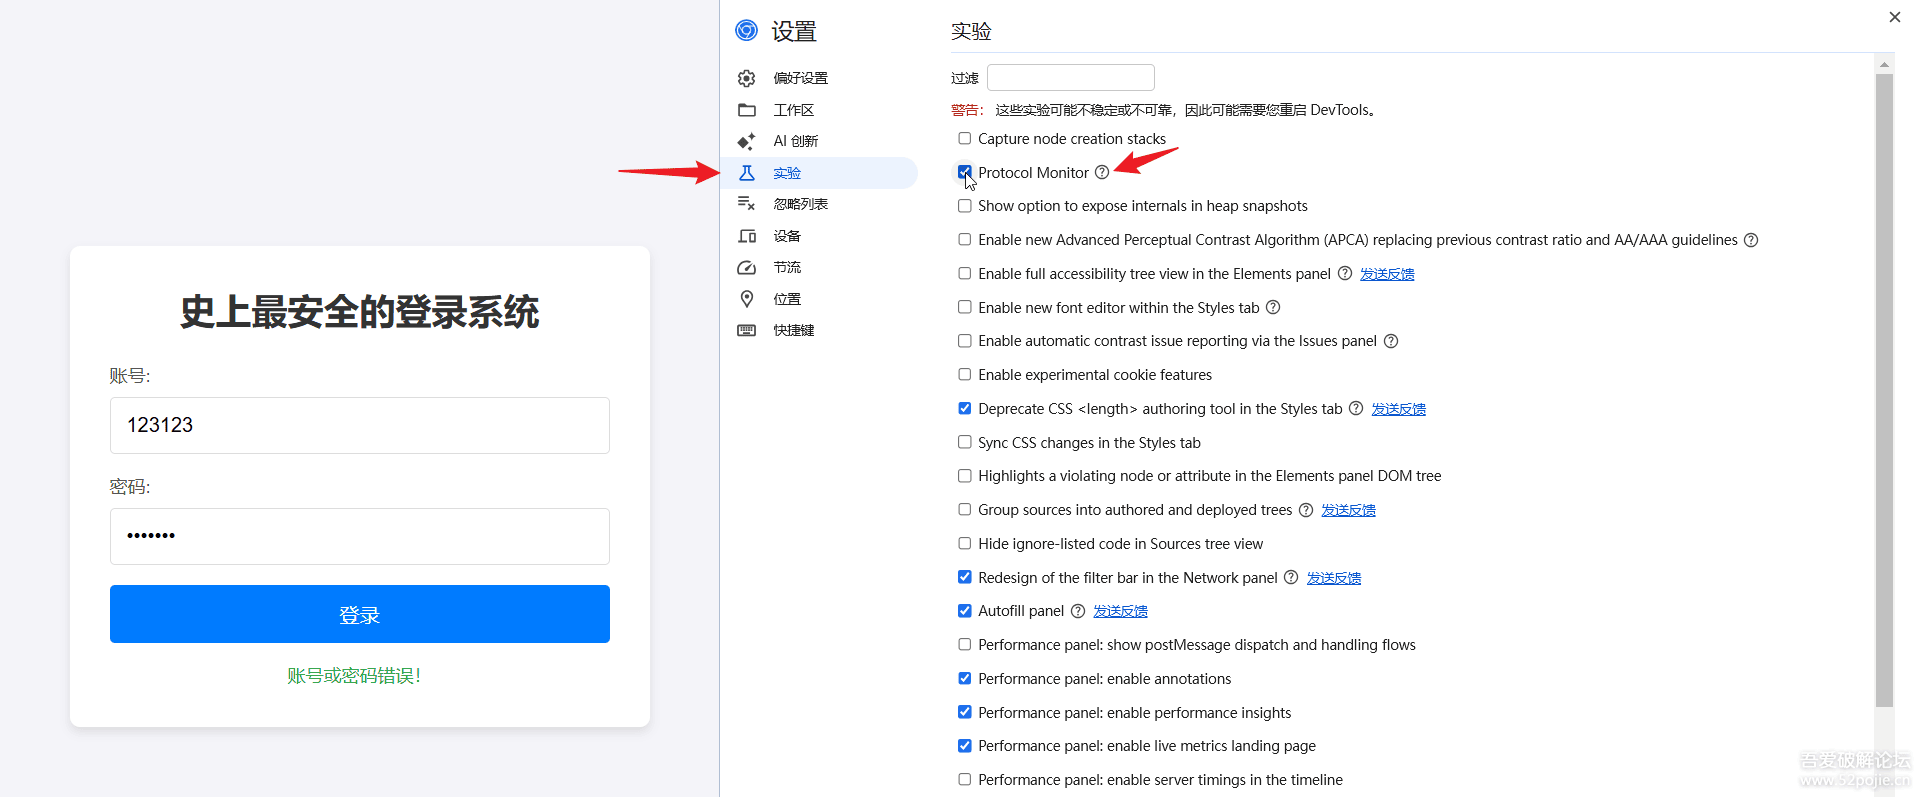 史上最安全的登录系统
账号:
123123
密码:
•••••••
登录
账号或密码错误！
设置
偏好设置
工作区
AI 创新
实验
忽略列表
设备
节流
位置
快捷键
实验
过滤
警告： 这些实验可能不稳定或不可靠，因此可能需要您重启 DevTools。
Capture node creation stacks
Protocol Monitor
Show option to expose internals in heap snapshots
Enable new Advanced Perceptual Contrast Algorithm (APCA) replacing previous contrast ratio and AA/AAA guidelines
Enable full accessibility tree view in the Elements panel 发送反馈
Enable new font editor within the Styles tab
Enable automatic contrast issue reporting via the Issues panel
Enable experimental cookie features
Deprecate CSS <length> authoring tool in the Styles tab 发送反馈
Sync CSS changes in the Styles tab
Highlights a violating node or attribute in the Elements panel DOM tree
Group sources into authored and deployed trees 发送反馈
Hide ignore-listed code in Sources tree view
Redesign of the filter bar in the Network panel 发送反馈
Autofill panel 发送反馈
Performance panel: show postMessage dispatch and handling flows
Performance panel: enable annotations
Performance panel: enable performance insights
Performance panel: enable live metrics landing page
Performance panel: enable server timings in the timeline
吾爱破解论坛
www.52pojie.cn